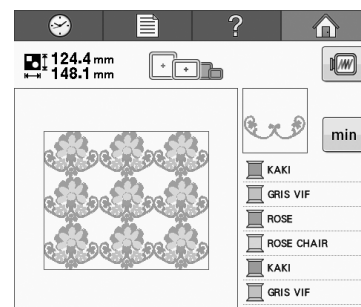 ?
124.4 mm
148.1 mm
min
KAKI
GRIS VIF
ROSE
ROSE CHAIR
KAKI
GRIS VIF